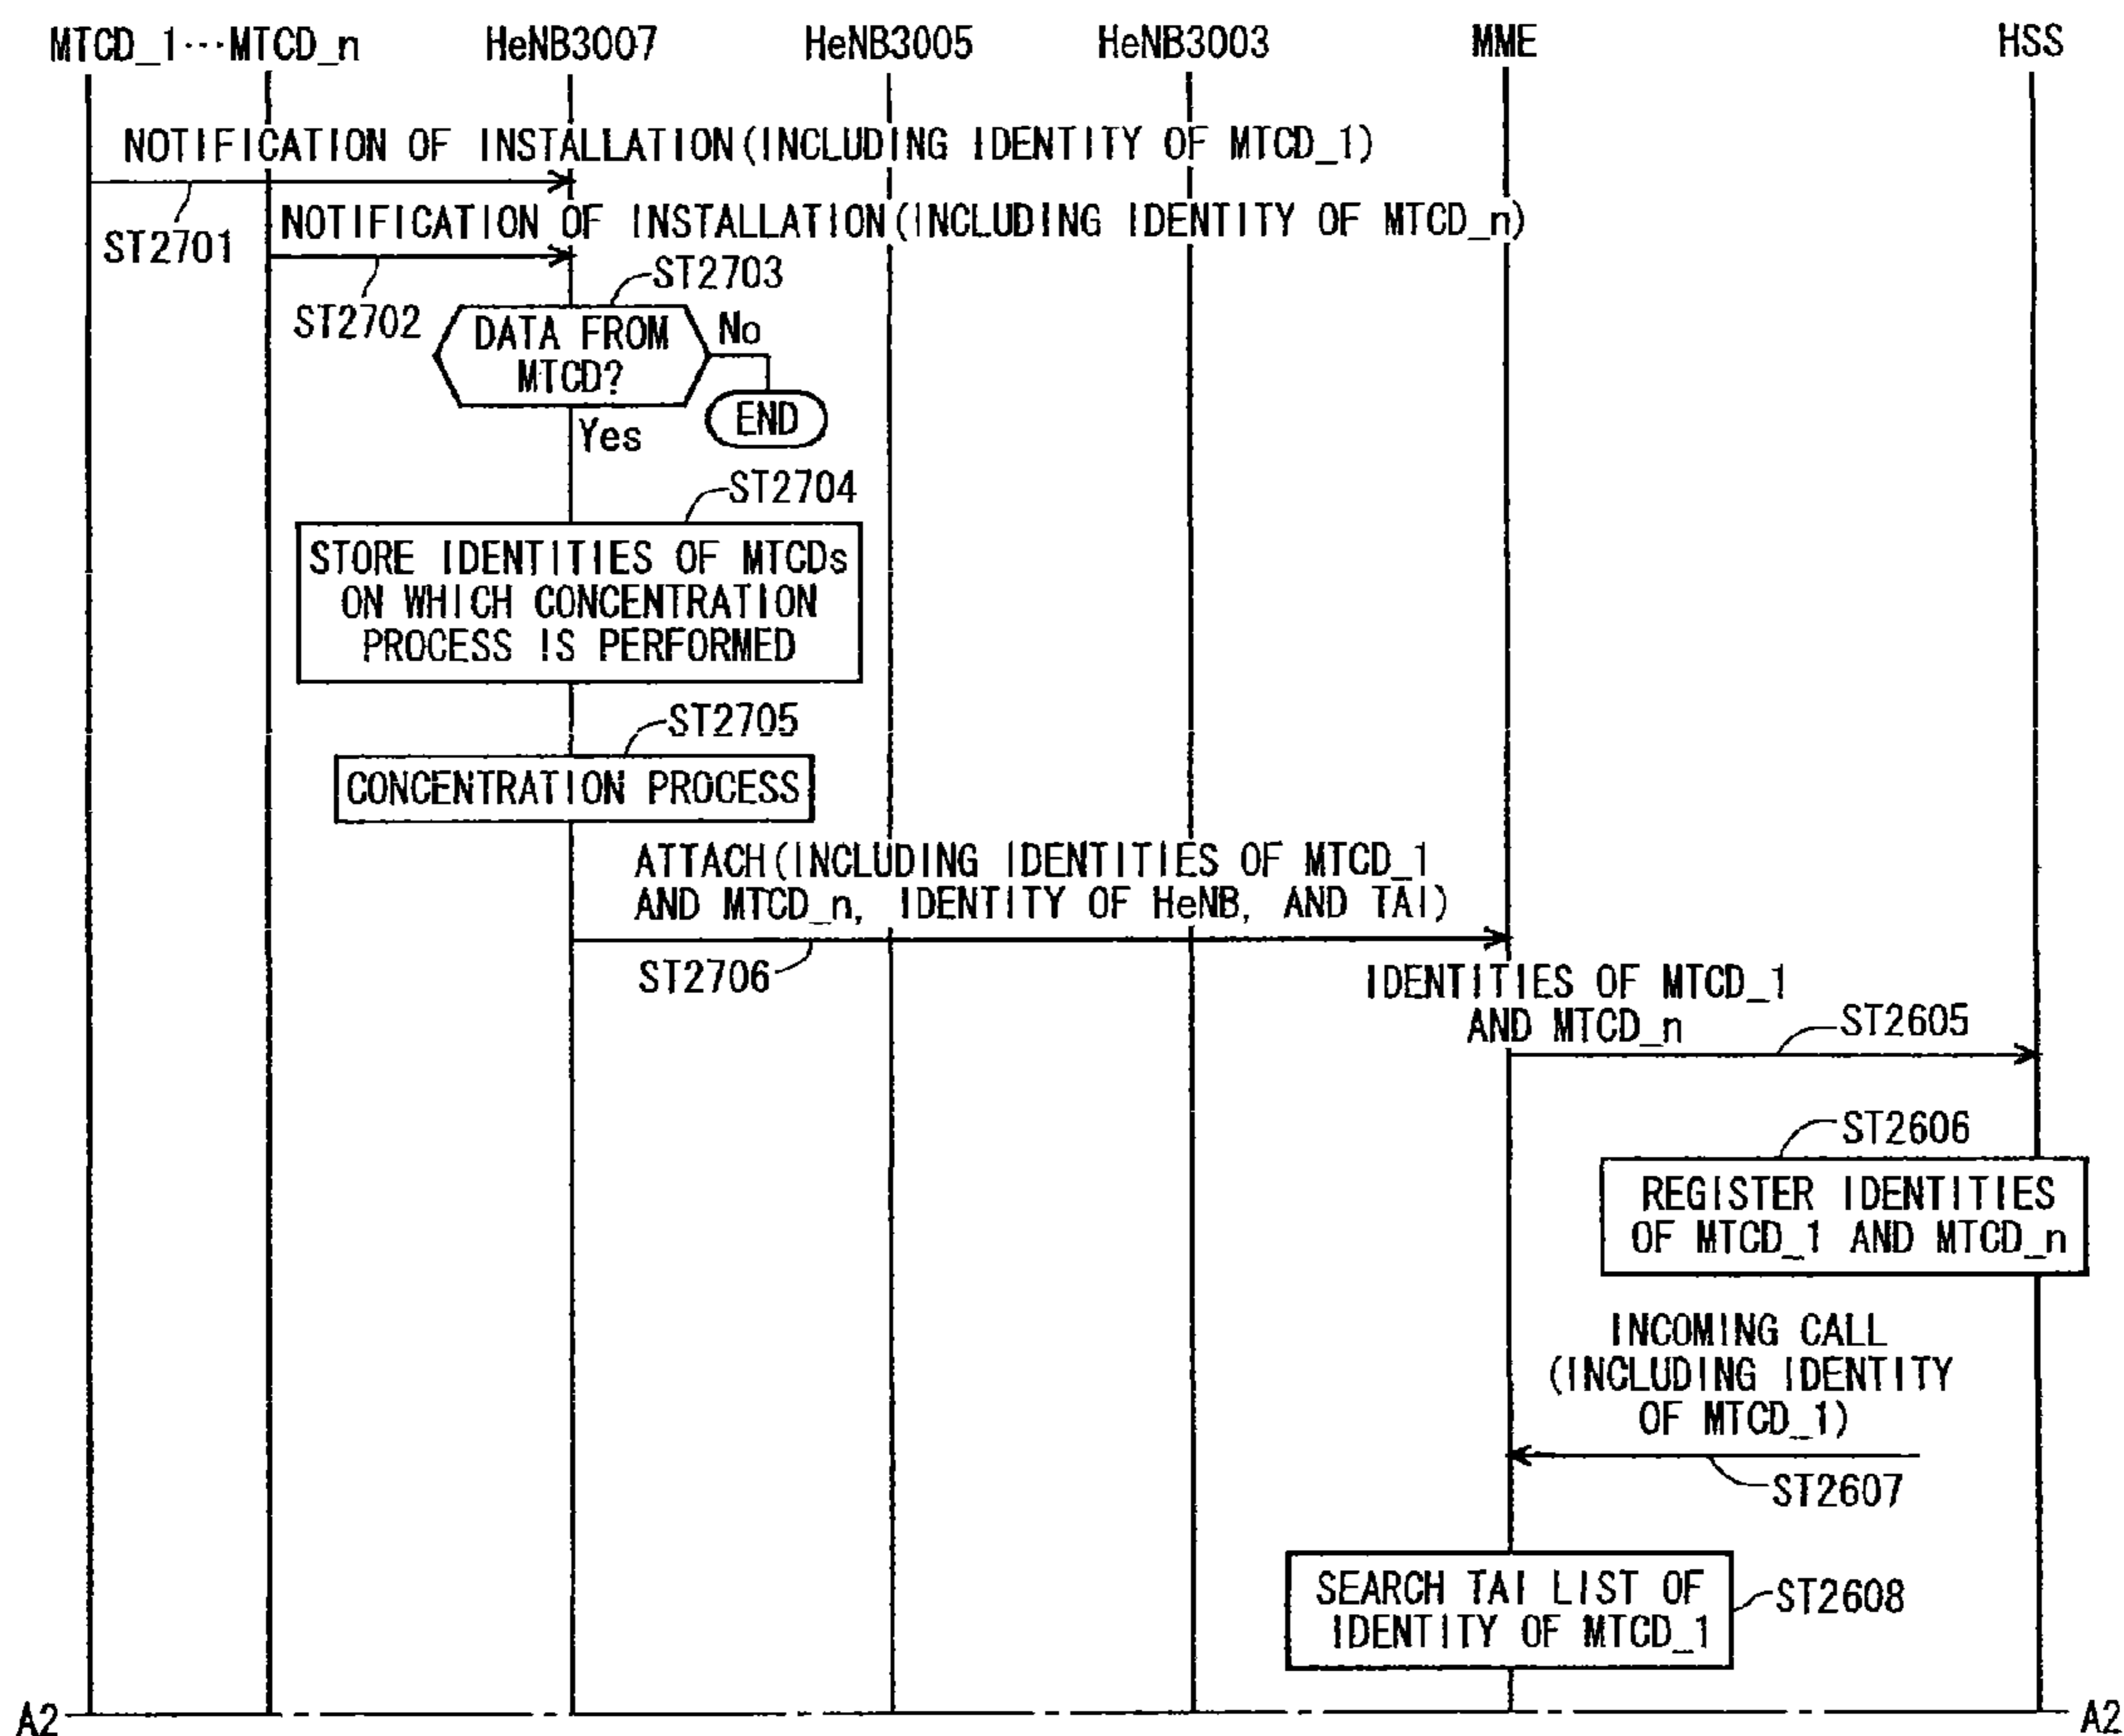 MTCD_1···MTCD_n HeNB3007 HeNB3005 HeNB3003 MME HSS
NOTIFICATION OF INSTALLATION(INCLUDING IDENTITY OF MTCD_1)
ST2701
NOTIFICATION OF INSTALLATION(INCLUDING IDENTITY OF MTCD_n)
ST2702
ST2703
DATA FROM
MTCD?
No
END
Yes
ST2704
STORE IDENTITIES OF MTCDs
ON WHICH CONCENTRATION
PROCESS IS PERFORMED
ST2705
CONCENTRATION PROCESS
ATTACH(INCLUDING IDENTITIES OF MTCD_1
AND MTCD_n, IDENTITY OF HeNB, AND TAI)
ST2706
IDENTITIES OF MTCD_1
AND MTCD_n
ST2605
ST2606
REGISTER IDENTITIES
OF MTCD_1 AND MTCD_n
INCOMING CALL
(INCLUDING IDENTITY
OF MTCD_1)
ST2607
SEARCH TAI LIST OF
IDENTITY OF MTCD_1
ST2608
A2 A2